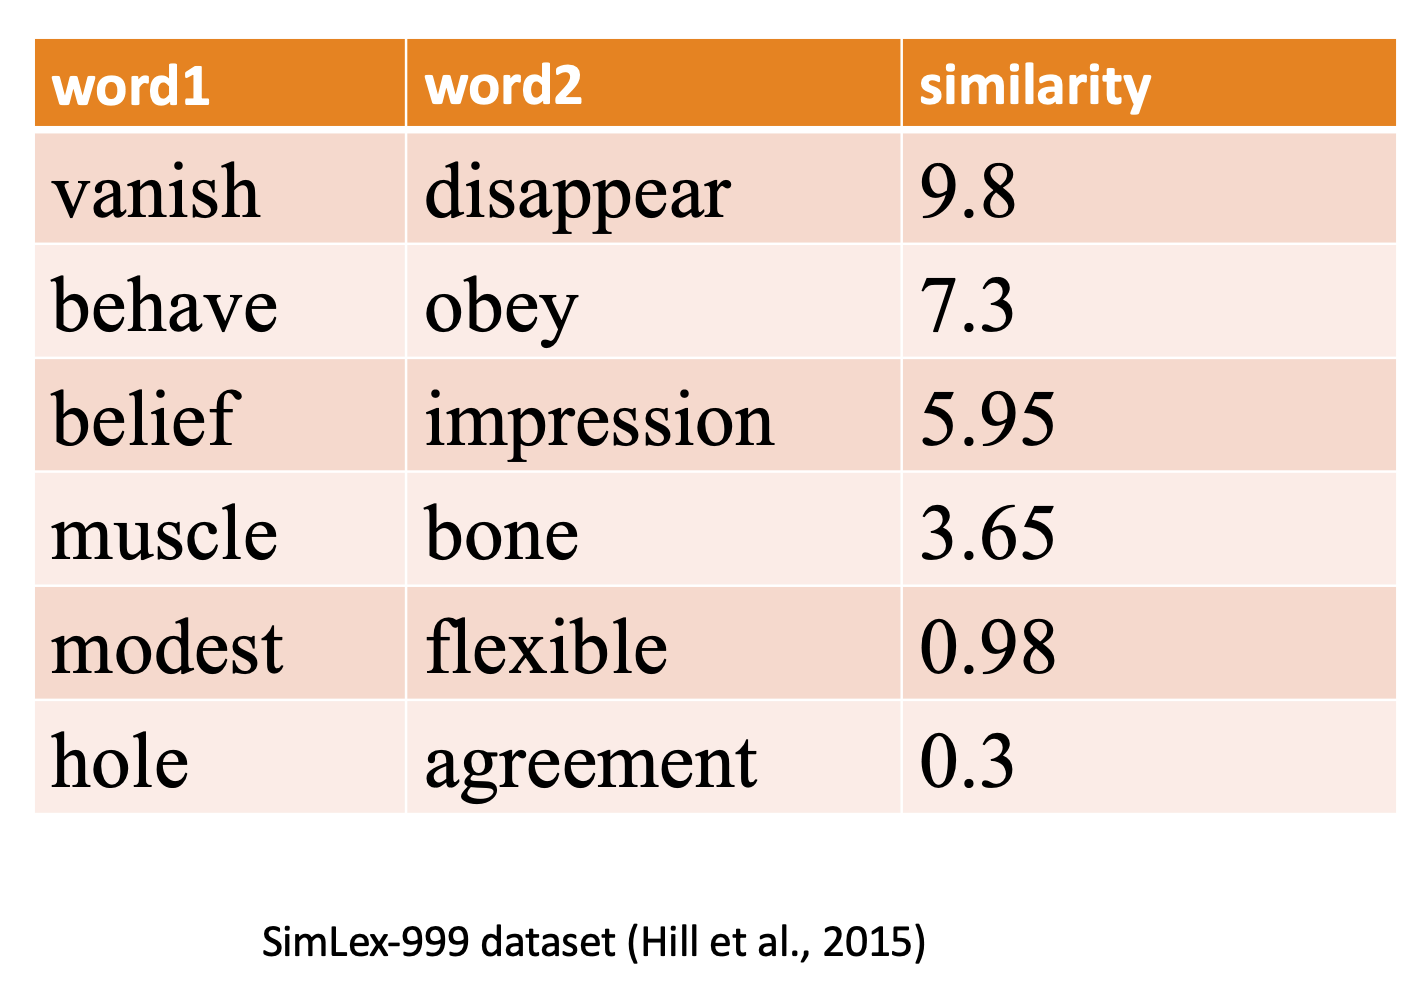 word1 word2 similarity
vanish disappear 9.8
behave obey 7.3
belief impression 5.95
muscle bone 3.65
modest flexible 0.98
hole agreement 0.3
SimLex-999 dataset (Hill et al., 2015)